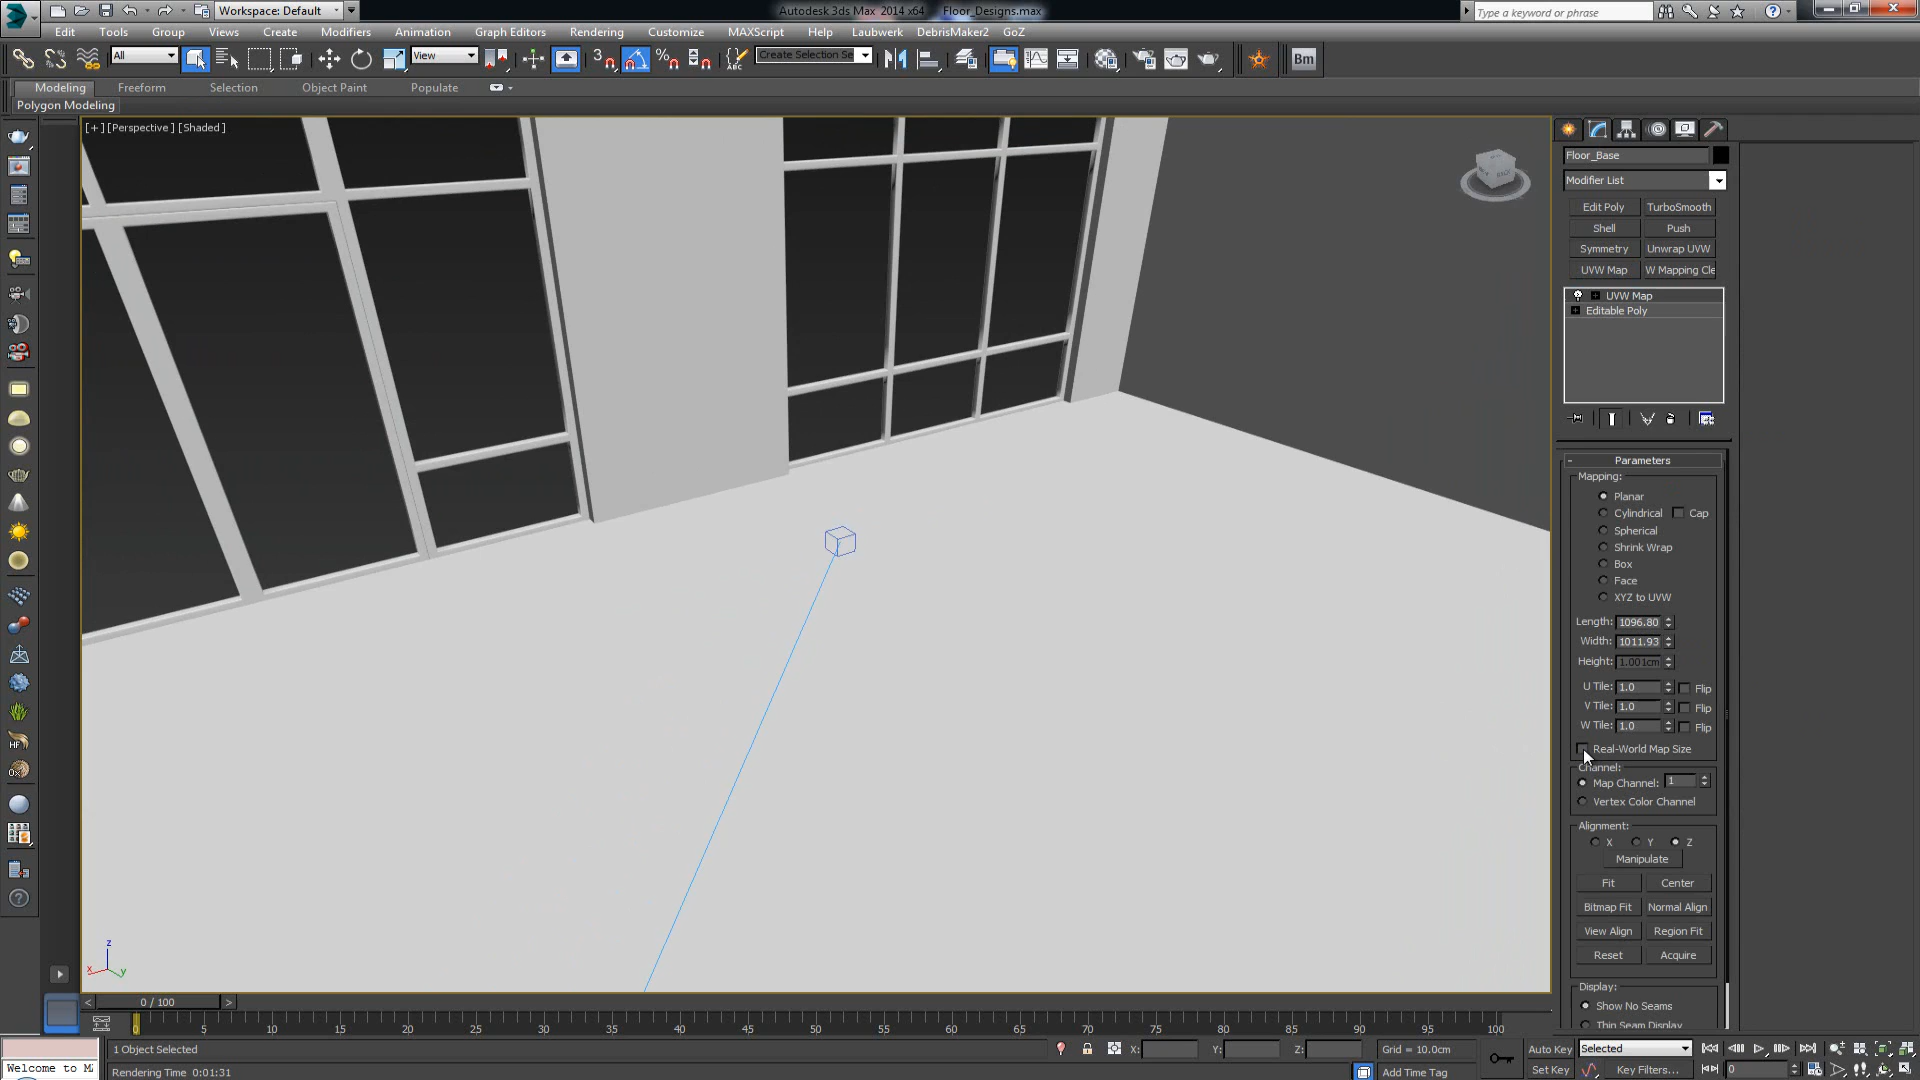 Workspace: Default
Autodesk 3ds Max 2014 x64 Floor_Designs.max
Type a keyword or phrase
Edit Tools Group Views Create Modifiers Animation Graph Editors Rendering Customize MAXScript Help Laubwerk DebrisMaker2 GoZ
All
View
3
%
ABC
Create Selection Se
Bm
Modeling Freeform Selection Object Paint Populate
Polygon Modeling
[+] [Perspective] [Shaded]
Floor_Base
Modifier List
Edit Poly TurboSmooth
Shell Push
Symmetry Unwrap UVW
UVW Map W Mapping Cle
UVW Map
Editable Poly
- Parameters
Mapping:
Planar
Cylindrical Cap
Spherical
Shrink Wrap
Box
Face
XYZ to UVW
Length: 1096.80
Width: 1011.93
Height: 1.001cm
U Tile: 1.0 Flip
V Tile: 1.0 Flip
W Tile: 1.0 Flip
Real-World Map Size
Channel:
Map Channel: 1
Vertex Color Channel
Alignment:
X Y Z
Manipulate
Fit Center
Bitmap Fit Normal Align
View Align Region Fit
Reset Acquire
Display:
Show No Seams
Thin Seam Display
HF
z
x
y
< 0 / 100 >
0 5 10 15 20 25 30 35 40 45 50 55 60 65 70 75 80 85 90 95 100
1 Object Selected X: Y: Z: Grid = 10.0cm Auto Key Selected
Welcome to MA Rendering Time 0:01:31 Add Time Tag Set Key Key Filters... 0